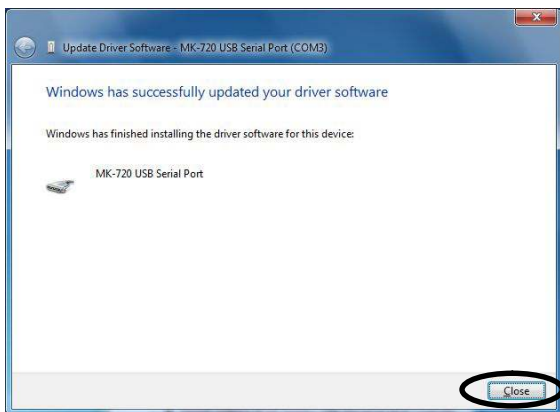 Update Driver Software - MK-720 USB Serial Port (COM3)
Windows has successfully updated your driver software
Windows has finished installing the driver software for this device:
MK-720 USB Serial Port
Close